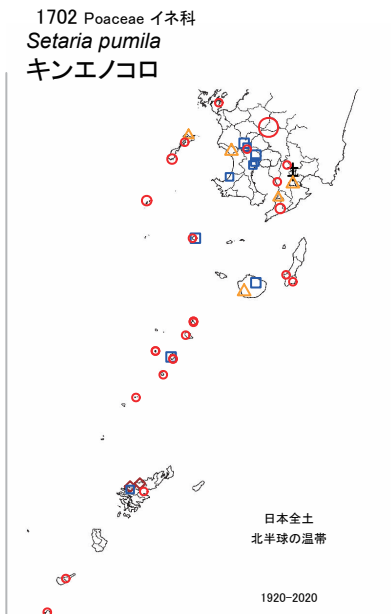 1702 Poaceae イネ科
Setaria pumila
キンエノコロ
土
日本全土
北半球の温帯
1920-2020